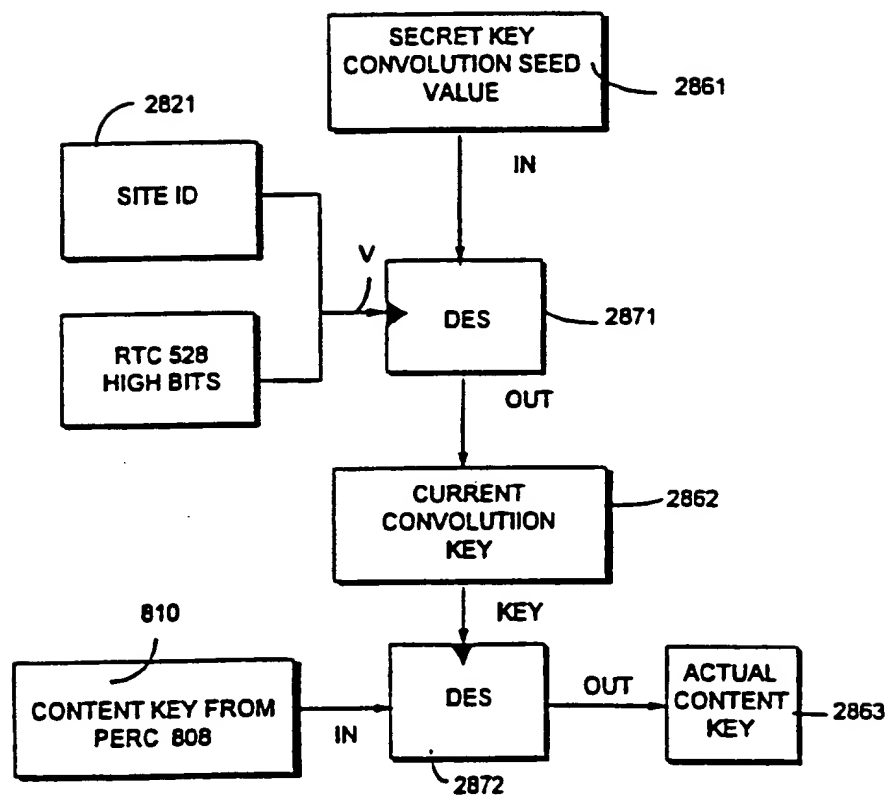 SECRET KEY
CONVOLUTION SEED
VALUE
2861
2821
IN
SITE ID
V
DES
2871
RTC 528
HIGH BITS
OUT
CURRENT
CONVOLUTIION
KEY
2862
810
KEY
CONTENT KEY FROM
PERC 808
IN
DES
OUT
ACTUAL
CONTENT
KEY
2863
2872